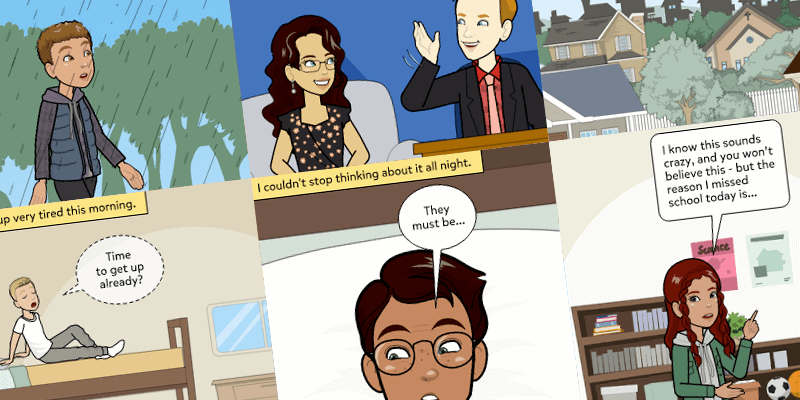 up very tired this morning.
Time
to get up
already?
I couldn't stop thinking about it all night.
They
must be...
I know this sounds
crazy, and you won't
believe this - but the
reason I missed
school today is...
Science